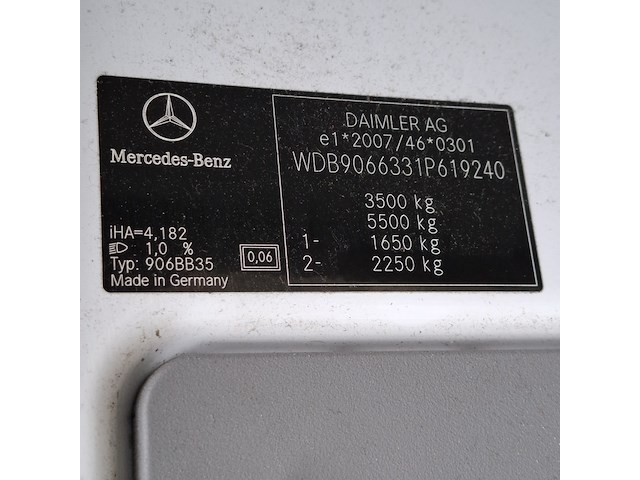 Mercedes-Benz
iHA=4,182
1,0 %
Typ: 906BB35
Made in Germany
0,06
DAIMLER AG
e1*2007/46*0301
WDB9066331P619240
3500 kg
5500 kg
1- 1650 kg
2- 2250 kg